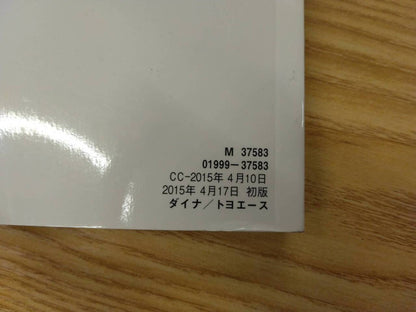 M 37583
01999−37583
CC−2015年 4月10日
2015年 4月17日 初版
ダイナ／トヨエース